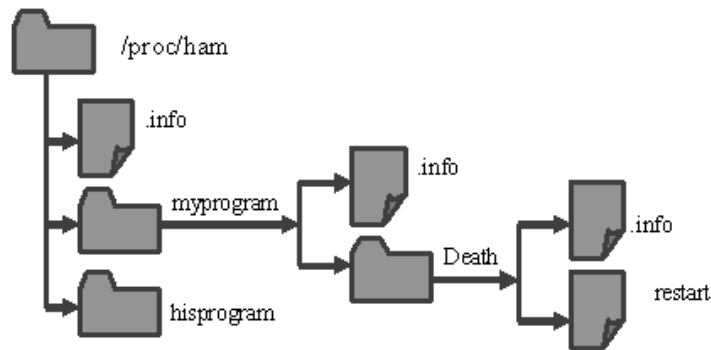 /proc/ham
.info
myprogram
.info
Death
.info
restart
hisprogram